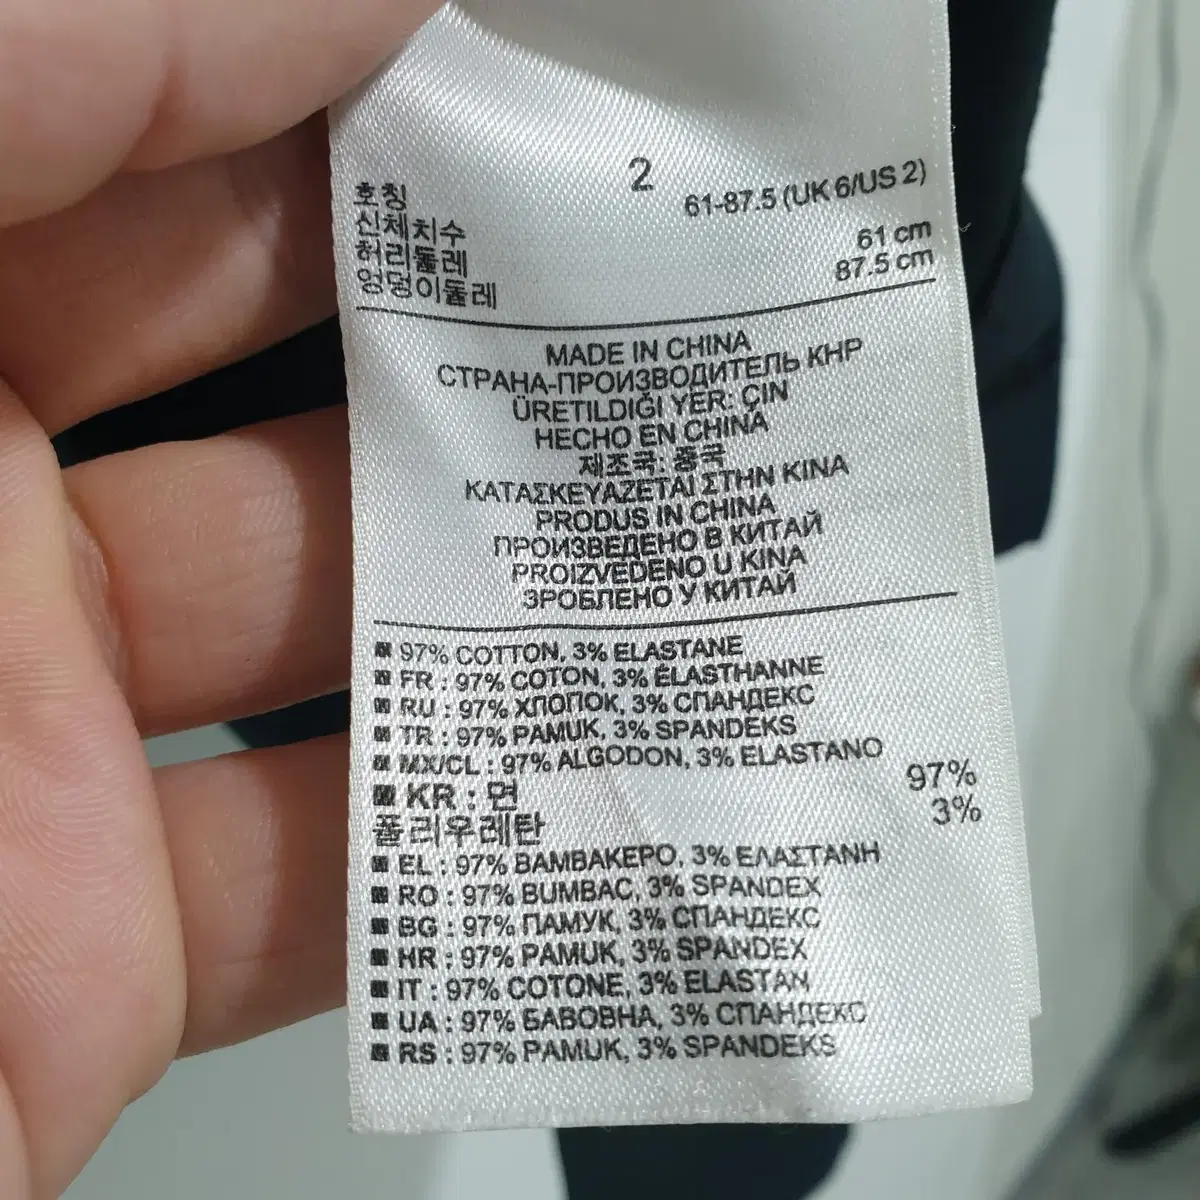 호칭 2
신체치수 61-87.5 (UK 6/US 2)
허리둘레 61 cm
엉덩이둘레 87.5 cm
MADE IN CHINA
СТРАНА-ПРОИЗВОДИТЕЛЬ КНР
ÜRETILDIĞI YER: ÇIN
HECHO EN CHINA
제조국: 중국
ΚΑΤΑΣΚΕΥΑΖΕΤΑΙ ΣΤΗΝ ΚΙΝΑ
PRODUS IN CHINA
ПРОИЗВЕДЕНО В КИТАЙ
PROIZVEDENO U KINA
ЗРОБЛЕНО У КИТАЙ
97% COTTON, 3% ELASTANE
FR : 97% COTON, 3% ÉLASTHANNE
RU : 97% ХЛОПОК, 3% СПАНДЕКС
TR : 97% PAMUK, 3% SPANDEKS
MX/CL : 97% ALGODON, 3% ELASTANO
KR : 면 97%
폴리우레탄 3%
EL : 97% ΒΑΜΒΑΚΕΡΟ, 3% ΕΛΑΣΤΑΝΗ
RO : 97% BUMBAC, 3% SPANDEX
BG : 97% ПАМУК, 3% СПАНДЕКС
HR : 97% PAMUK, 3% SPANDEX
IT : 97% COTONE, 3% ELASTAN
UA : 97% БАВОВНА, 3% СПАНДЕКС
RS : 97% PAMUK, 3% SPANDEKS